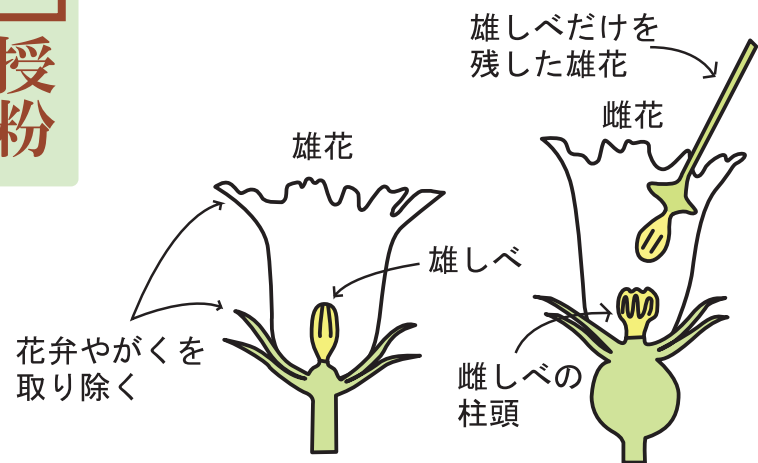 授粉
雄しべだけを
残した雄花
雌花
雄花
雄しべ
花弁やがくを
取り除く
雌しべの
柱頭